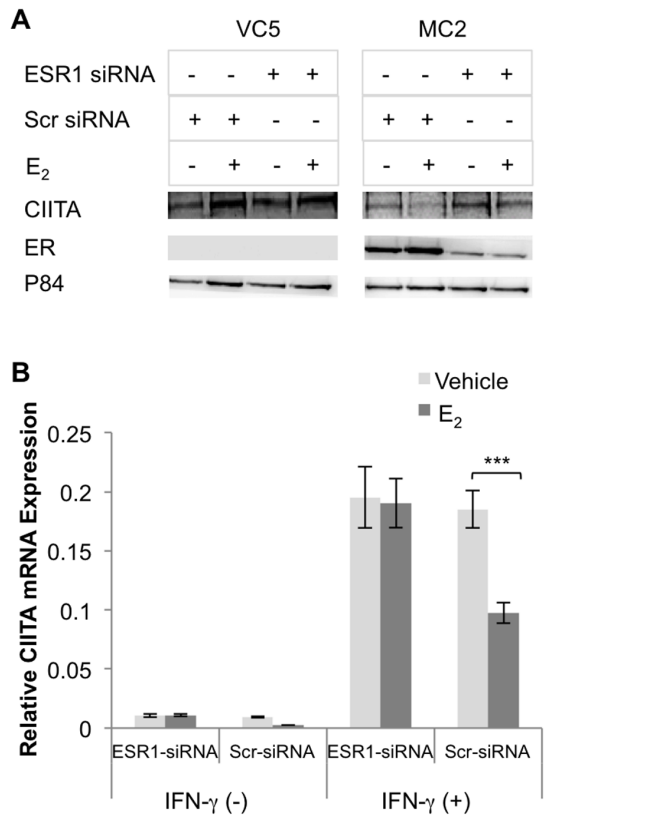 A
VC5 MC2
ESR1 siRNA - - + + - - + +
Scr siRNA + + - - + + - -
E2 - + - + - + - +
CIITA
ER
P84
B
Vehicle
E2
Relative CIITA mRNA Expression
0.25
0.2
0.15
0.1
0.05
0
***
ESR1-siRNA Scr-siRNA ESR1-siRNA Scr-siRNA
IFN-γ (-) IFN-γ (+)